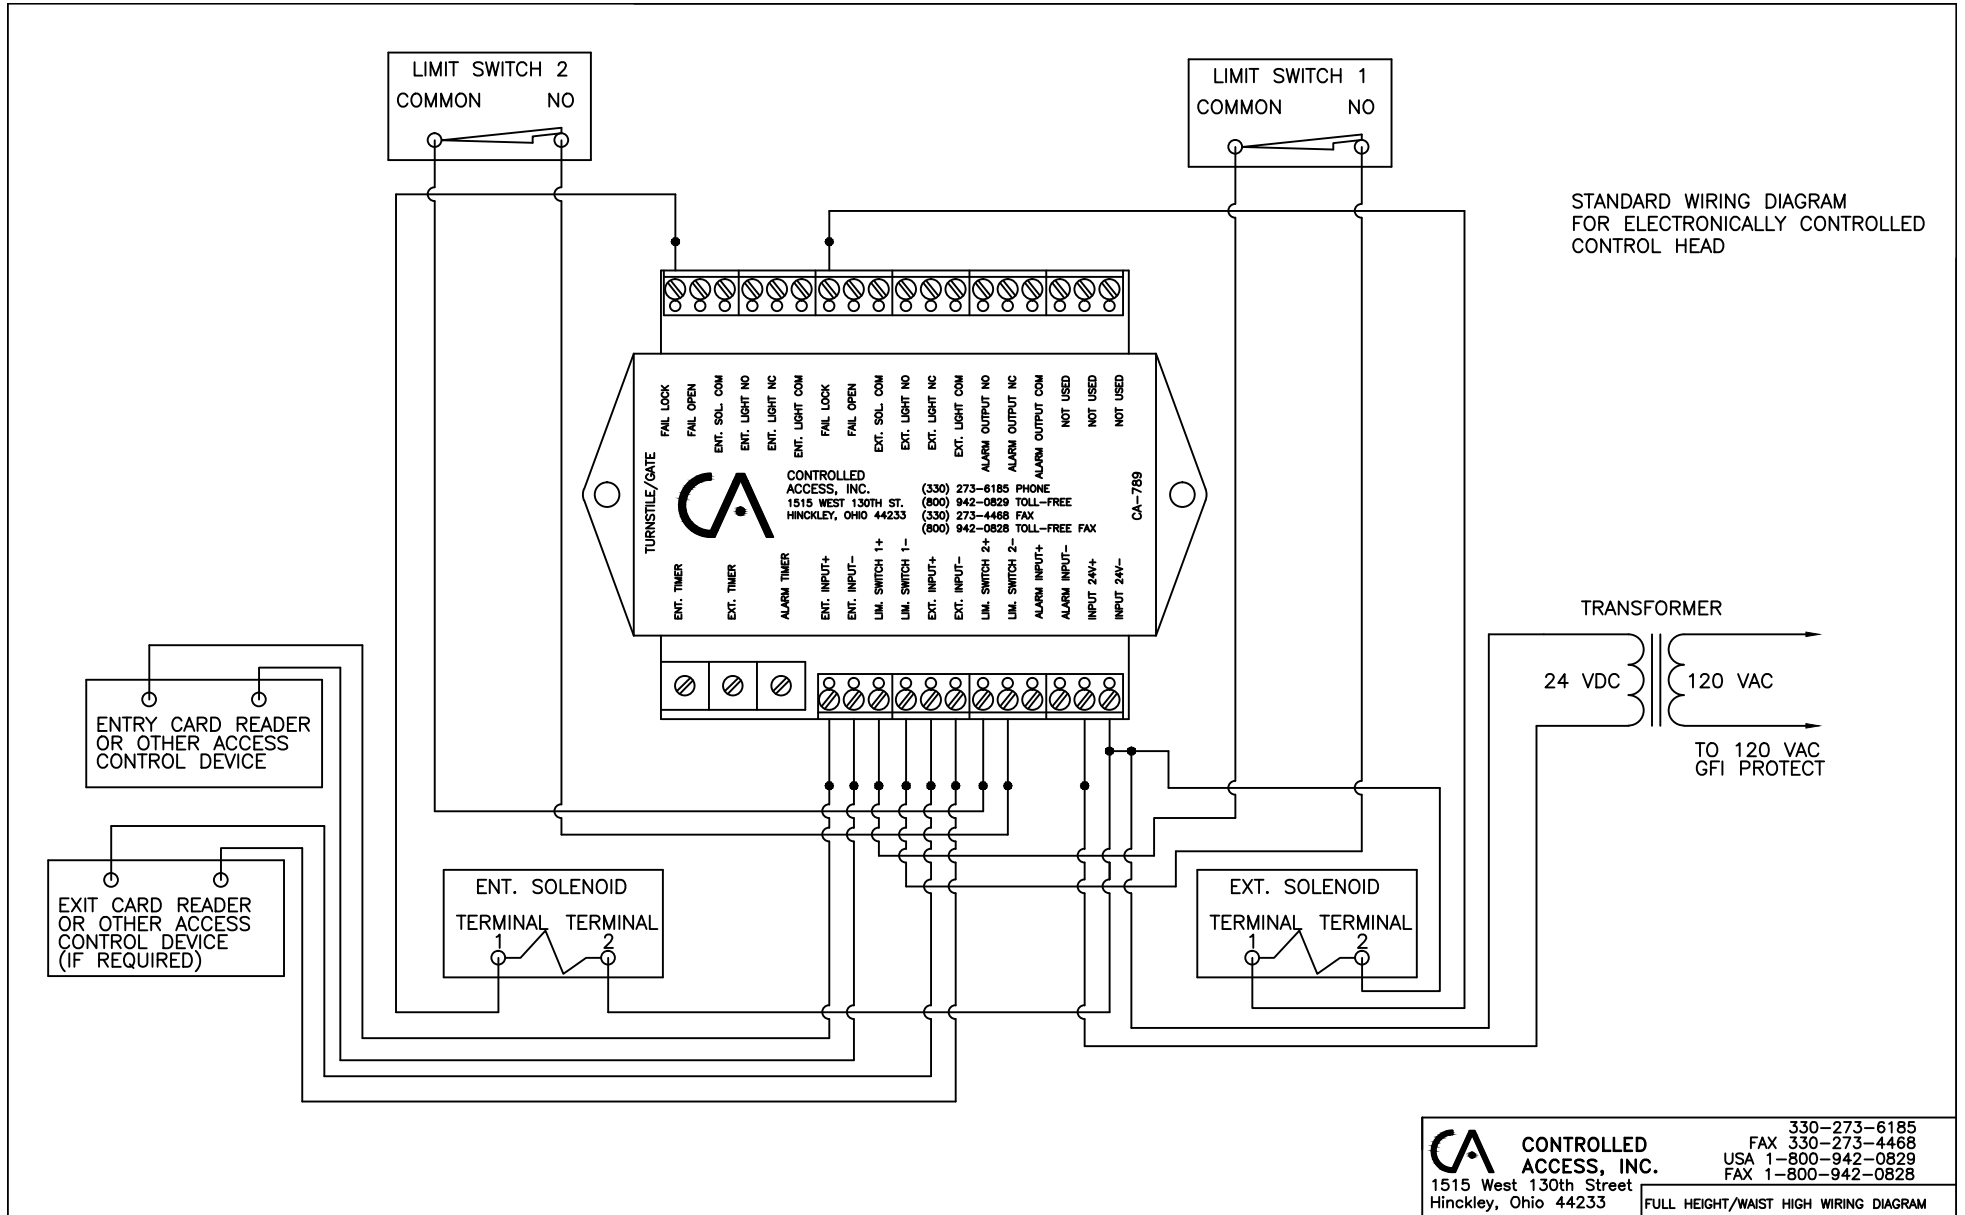 LIMIT SWITCH 2
COMMON NO
LIMIT SWITCH 1
COMMON NO
STANDARD WIRING DIAGRAM
FOR ELECTRONICALLY CONTROLLED
CONTROL HEAD
FAIL LOCK
FAIL OPEN
ENT. SOL. COM
ENT. LIGHT NO
ENT. LIGHT NC
ENT. LIGHT COM
FAIL LOCK
FAIL OPEN
EXT. SOL. COM
EXT. LIGHT NO
EXT. LIGHT NC
EXT. LIGHT COM
ALARM OUTPUT NO
ALARM OUTPUT NC
ALARM OUTPUT COM
NOT USED
NOT USED
NOT USED
TURNSTILE/GATE
CA
CONTROLLED
ACCESS, INC.
1515 WEST 130TH ST.
HINCKLEY, OHIO 44233
(330) 273-6185 PHONE
(800) 942-0829 TOLL-FREE
(330) 273-4468 FAX
(800) 942-0828 TOLL-FREE FAX
CA-789
ENT. TIMER
EXT. TIMER
ALARM TIMER
ENT. INPUT+
ENT. INPUT-
LIM. SWITCH 1+
LIM. SWITCH 1-
EXT. INPUT+
EXT. INPUT-
LIM. SWITCH 2+
LIM. SWITCH 2-
ALARM INPUT+
ALARM INPUT-
INPUT 24V+
INPUT 24V-
TRANSFORMER
24 VDC
120 VAC
TO 120 VAC
GFI PROTECT
ENTRY CARD READER
OR OTHER ACCESS
CONTROL DEVICE
EXIT CARD READER
OR OTHER ACCESS
CONTROL DEVICE
(IF REQUIRED)
ENT. SOLENOID
TERMINAL TERMINAL
1 2
EXT. SOLENOID
TERMINAL TERMINAL
1 2
CA
CONTROLLED
ACCESS, INC.
1515 West 130th Street
Hinckley, Ohio 44233
330-273-6185
FAX 330-273-4468
USA 1-800-942-0829
FAX 1-800-942-0828
FULL HEIGHT/WAIST HIGH WIRING DIAGRAM